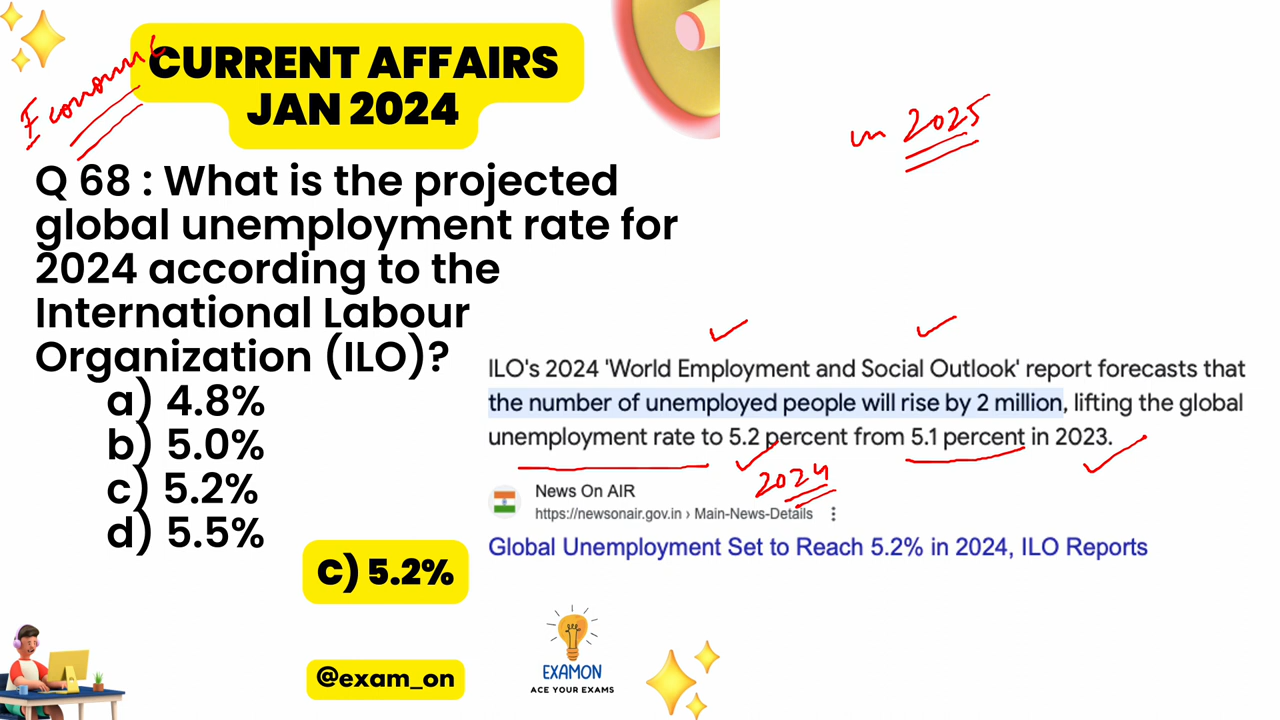 Economic
CURRENT AFFAIRS
JAN 2024
in 2025
Q 68 : What is the projected
global unemployment rate for
2024 according to the
International Labour
Organization (ILO)?
a) 4.8%
b) 5.0%
c) 5.2%
d) 5.5%
C) 5.2%
ILO's 2024 'World Employment and Social Outlook' report forecasts that
the number of unemployed people will rise by 2 million, lifting the global
unemployment rate to 5.2 percent from 5.1 percent in 2023.
2024
News On AIR
https://newsonair.gov.in › Main-News-Details
Global Unemployment Set to Reach 5.2% in 2024, ILO Reports
@exam_on
EXAMON
ACE YOUR EXAMS